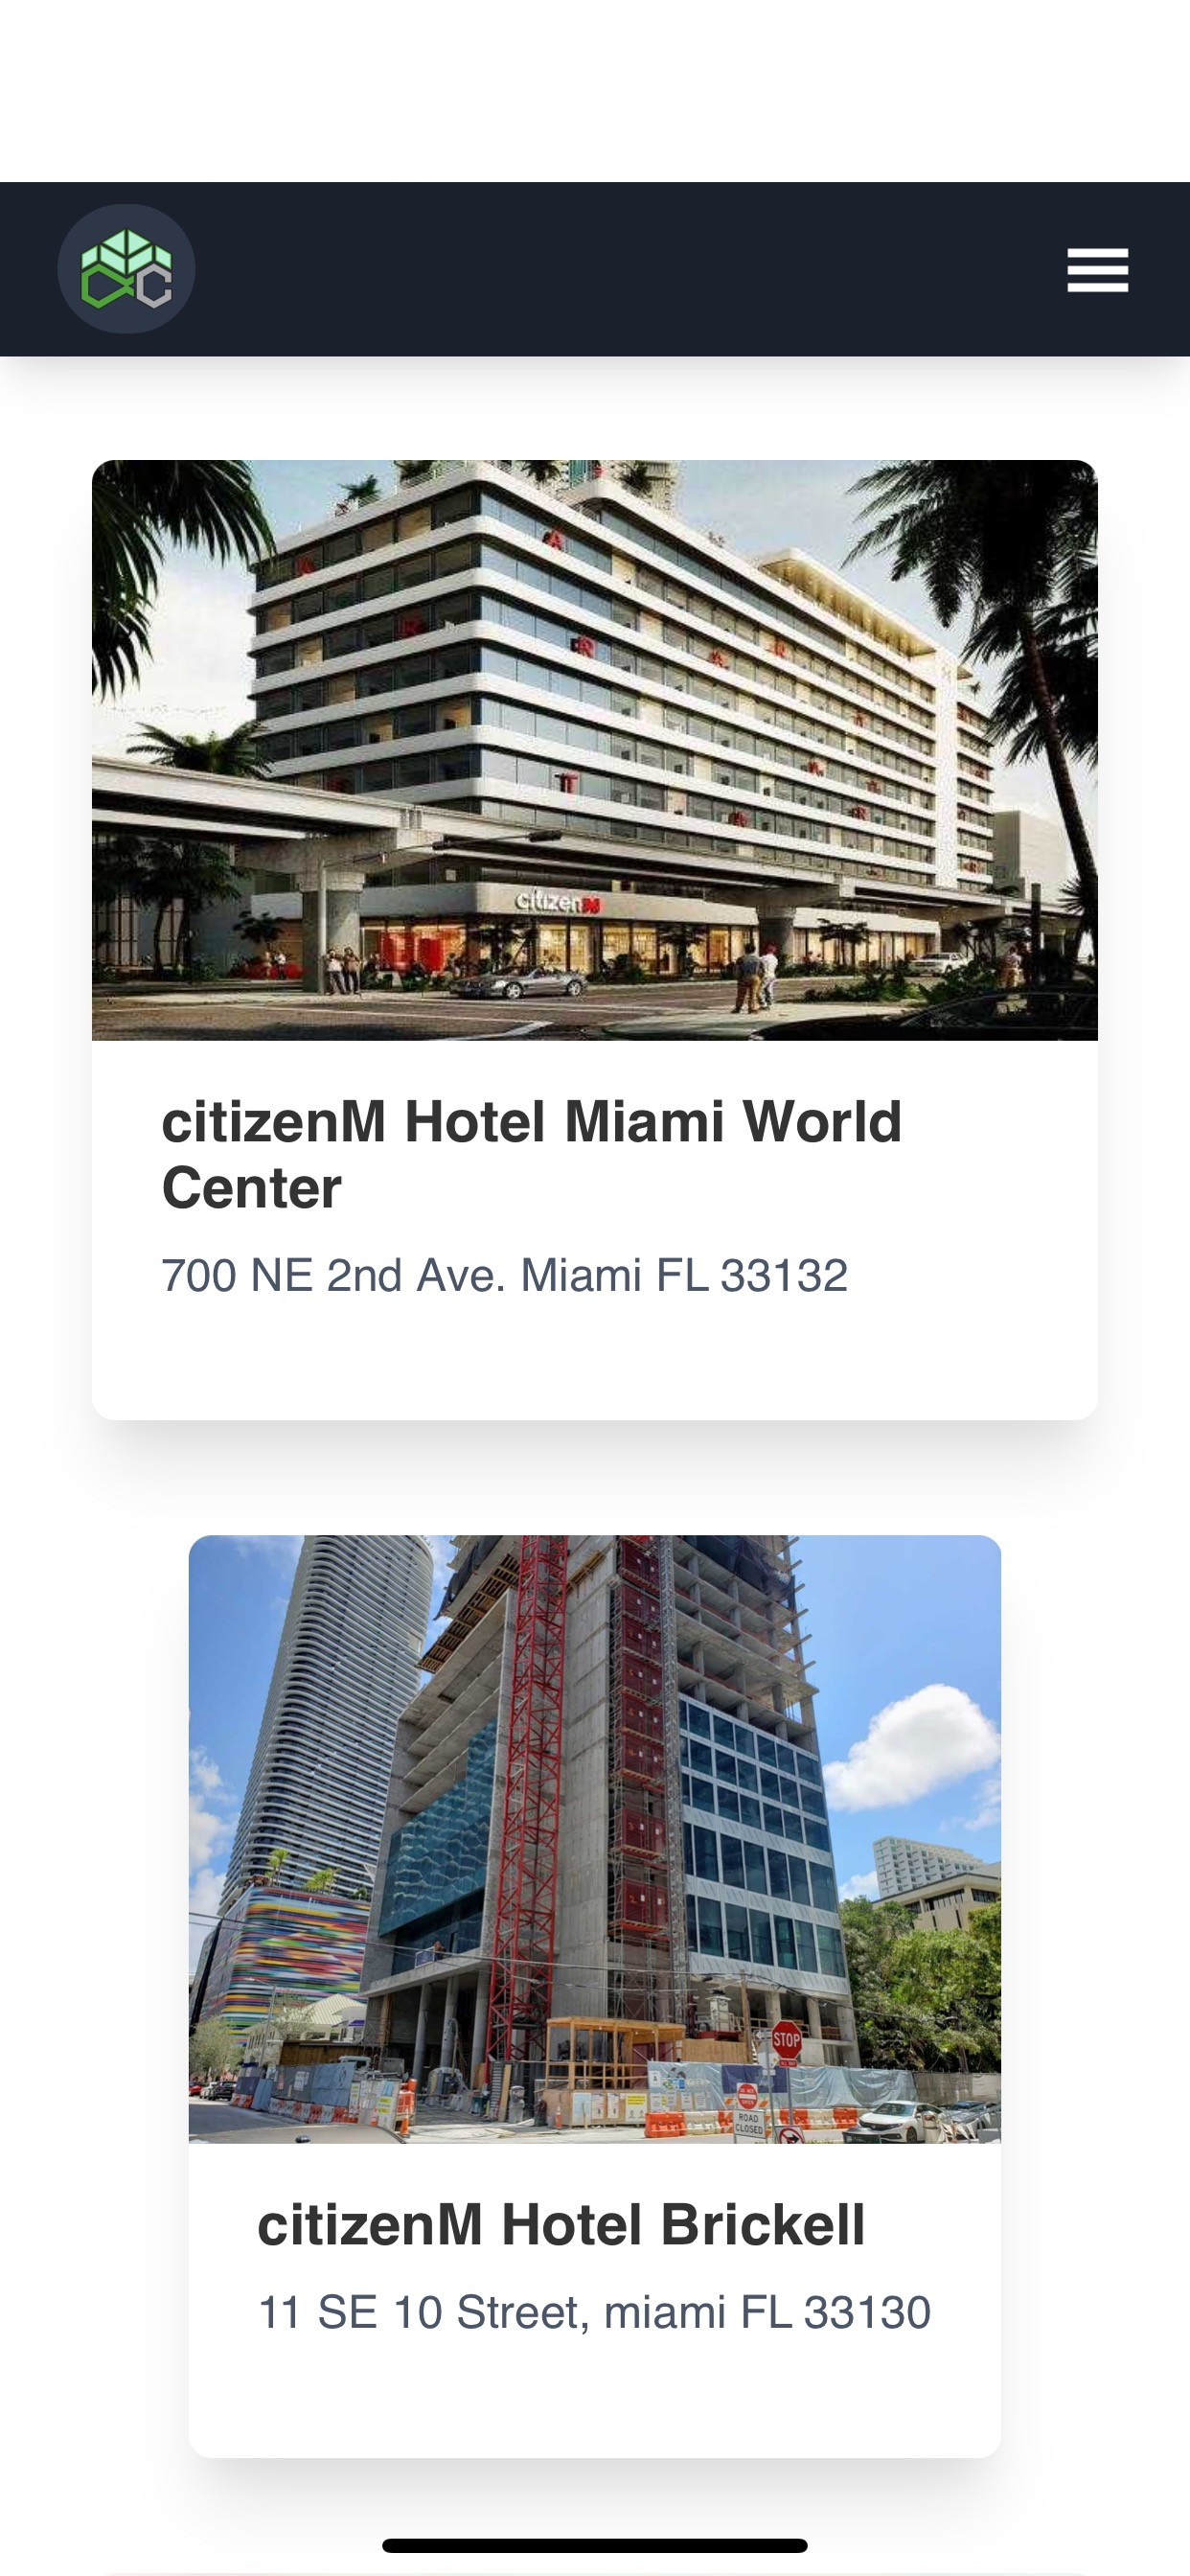 citizenM
citizenM Hotel Miami World
Center
700 NE 2nd Ave. Miami FL 33132
STOP
ROAD
CLOSED
citizenM Hotel Brickell
11 SE 10 Street, miami FL 33130